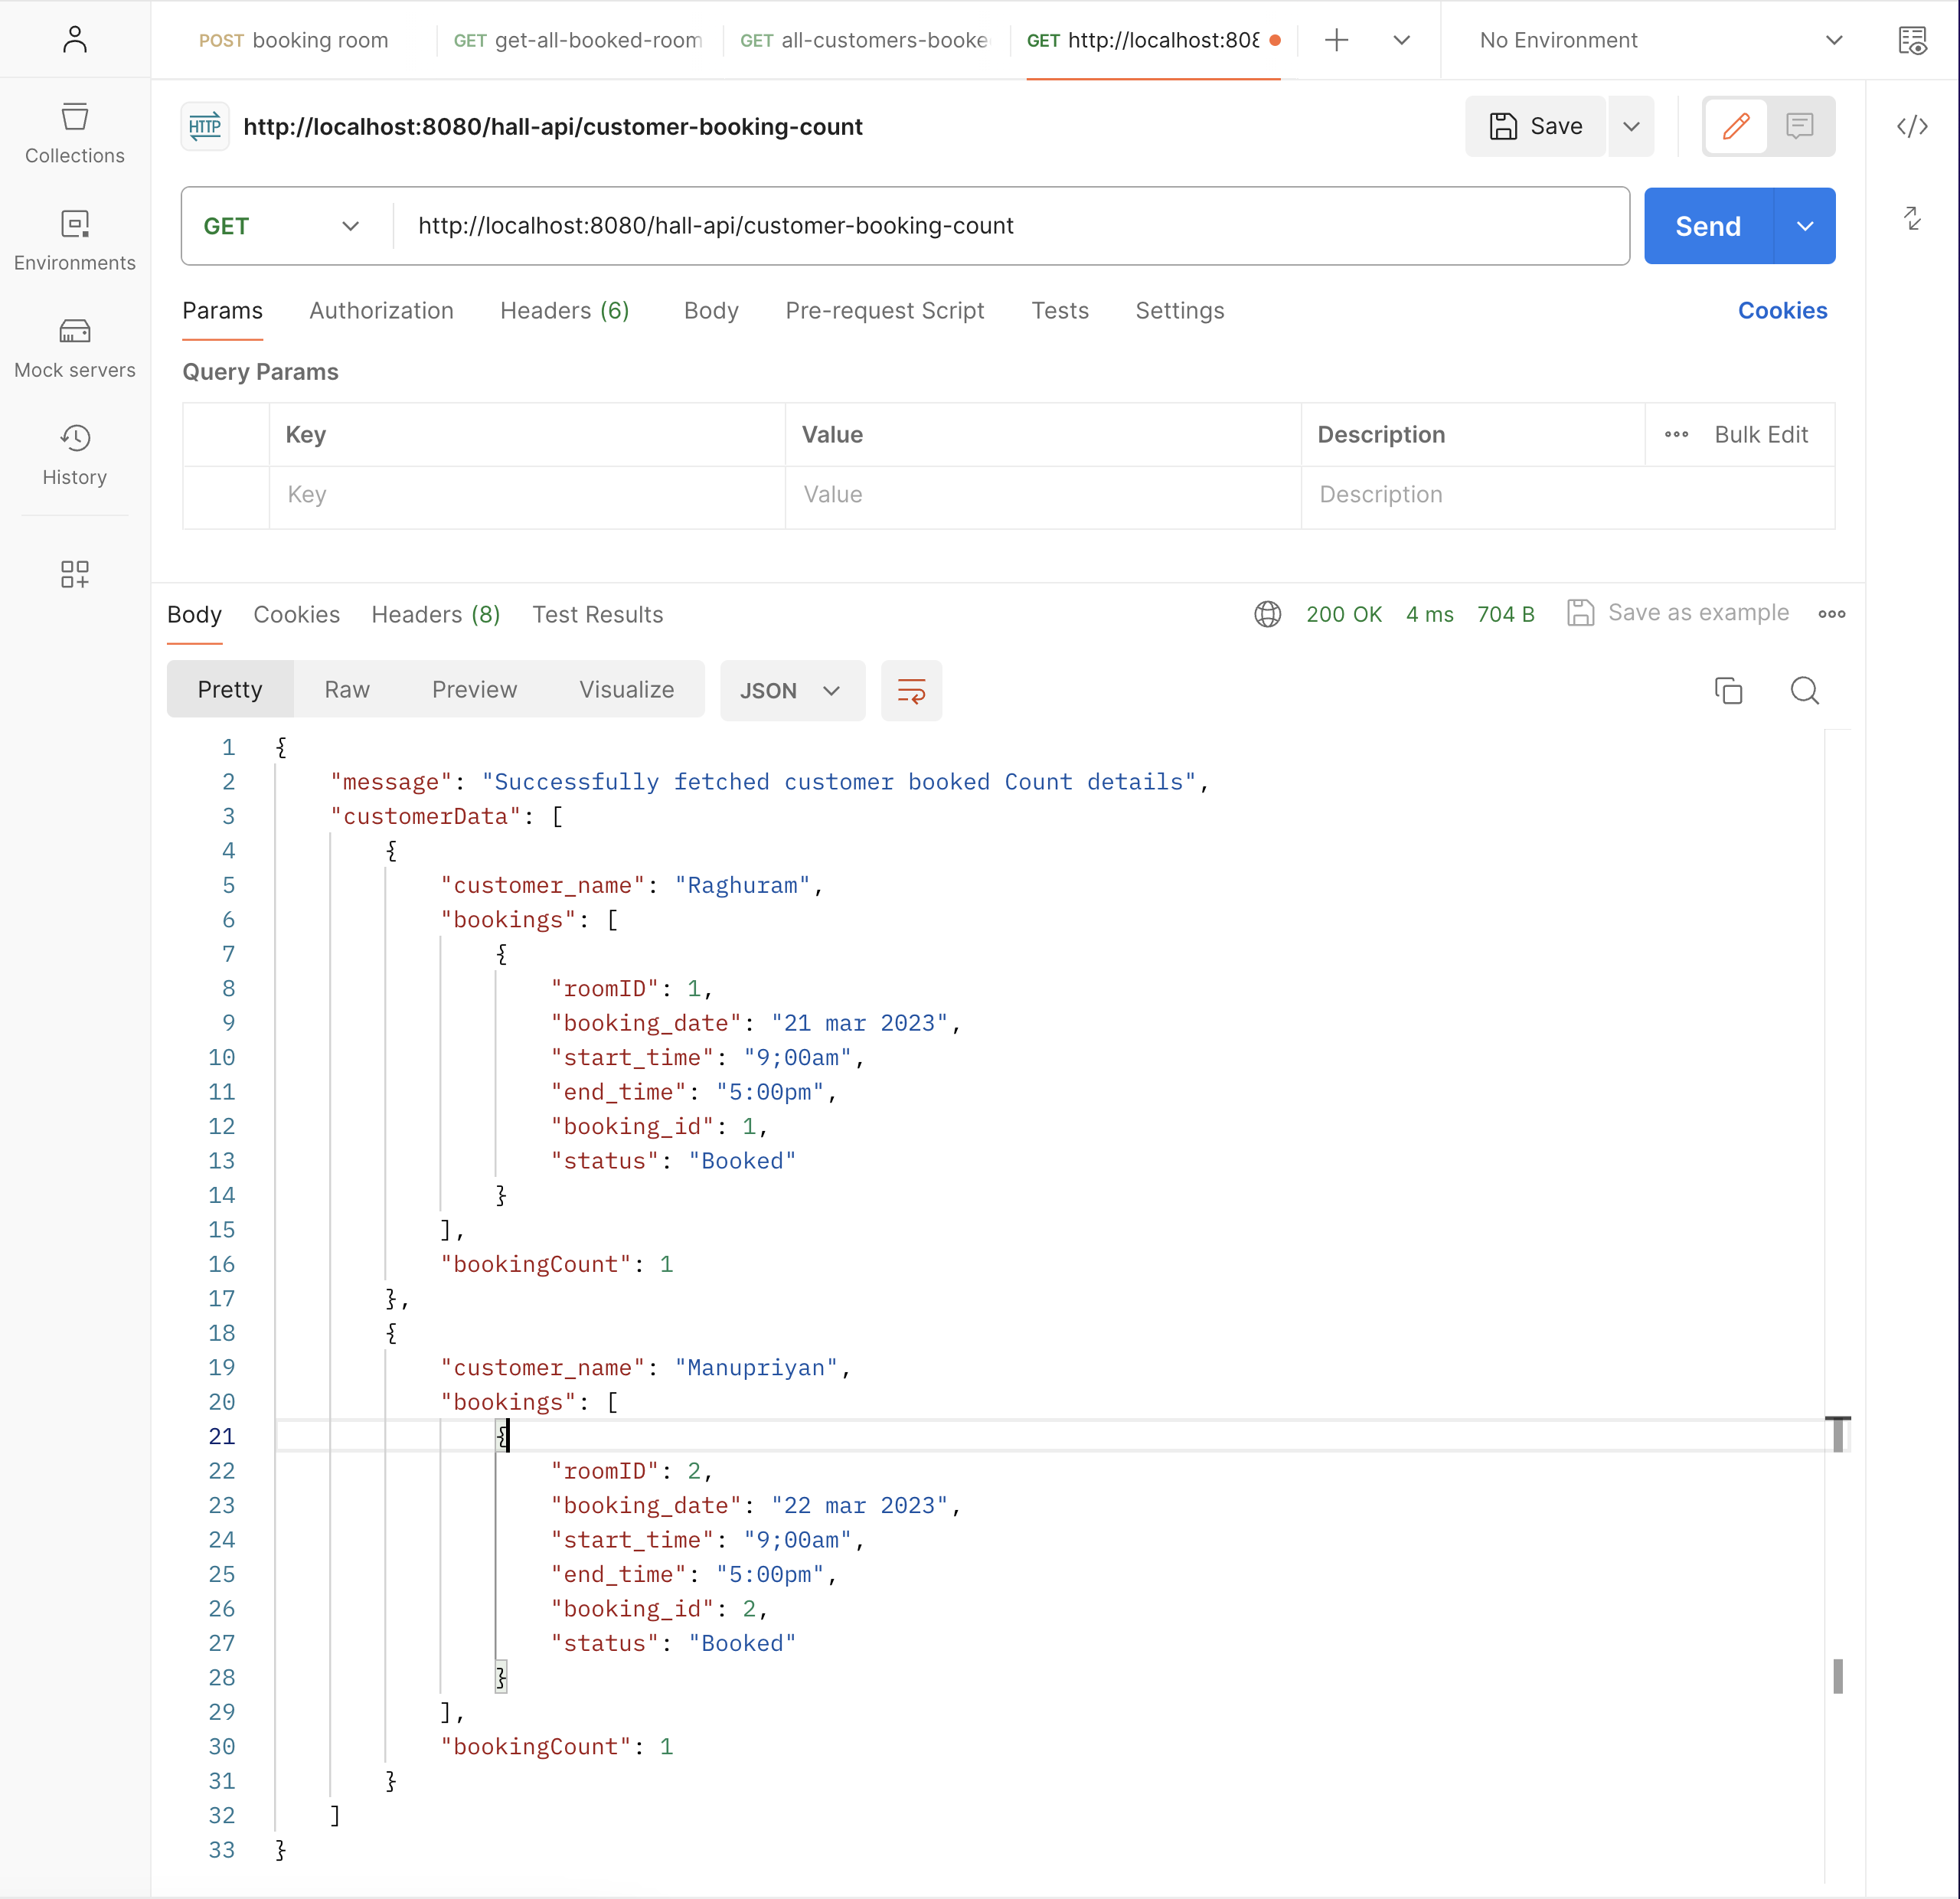 POST booking room
GET get-all-booked-room
GET all-customers-booke
GET http://localhost:808
No Environment
Collections
Environments
Mock servers
History
HTTP
http://localhost:8080/hall-api/customer-booking-count
Save
GET
http://localhost:8080/hall-api/customer-booking-count
Send
Params Authorization Headers (6) Body Pre-request Script Tests Settings Cookies
Query Params
Key Value Description Bulk Edit
Key Value Description
Body Cookies Headers (8) Test Results 200 OK 4 ms 704 B Save as example
Pretty Raw Preview Visualize JSON
1 {
2 "message": "Successfully fetched customer booked Count details",
3 "customerData": [
4 {
5 "customer_name": "Raghuram",
6 "bookings": [
7 {
8 "roomID": 1,
9 "booking_date": "21 mar 2023",
10 "start_time": "9;00am",
11 "end_time": "5:00pm",
12 "booking_id": 1,
13 "status": "Booked"
14 }
15 ],
16 "bookingCount": 1
17 },
18 {
19 "customer_name": "Manupriyan",
20 "bookings": [
21 {
22 "roomID": 2,
23 "booking_date": "22 mar 2023",
24 "start_time": "9;00am",
25 "end_time": "5:00pm",
26 "booking_id": 2,
27 "status": "Booked"
28 }
29 ],
30 "bookingCount": 1
31 }
32 ]
33 }